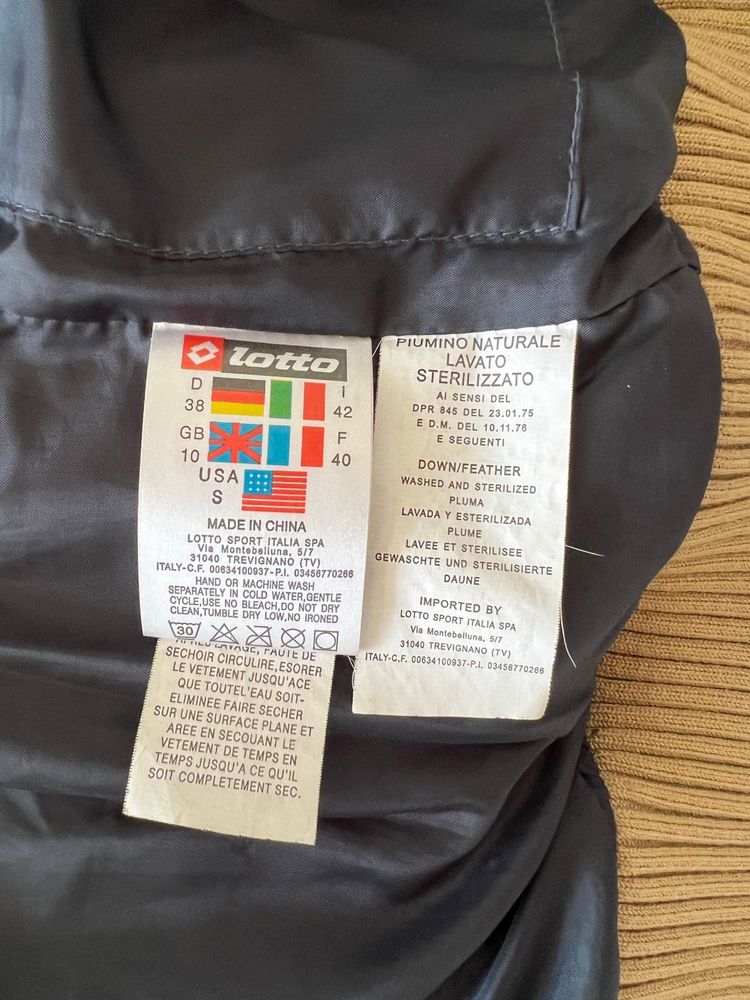 lotto
D 38
I 42
GB 10
F 40
USA S
MADE IN CHINA
LOTTO SPORT ITALIA SPA
Via Montebelluna, 5/7
31040 TREVIGNANO (TV)
ITALY-C.F. 00634100937-P.I. 03456770266
HAND OR MACHINE WASH
SEPARATELY IN COLD WATER,GENTLE
CYCLE,USE NO BLEACH,DO NOT DRY
CLEAN,TUMBLE DRY LOW,NO IRONED
30
APRES LAVAGE, FAUTE DE
SECHOIR CIRCULIRE,ESORER
LE VETEMENT JUSQU'ACE
QUE TOUTEL'EAU SOIT-
ELIMINEE FAIRE SECHER
SUR UNE SURFACE PLANE ET
AREE EN SECOUANT LE
VETEMENT DE TEMPS EN
TEMPS JUSQU'A CE QU'IL
SOIT COMPLETEMENT SEC.
PIUMINO NATURALE
LAVATO
STERILIZZATO
AI SENSI DEL
DPR 845 DEL 23.01.75
E D.M. DEL 10.11.76
E SEGUENTI
DOWN/FEATHER
WASHED AND STERILIZED
PLUMA
LAVADA Y ESTERILIZADA
PLUME
LAVEE ET STERILISEE
GEWASCHTE UND STERILISIERTE
DAUNE
IMPORTED BY
LOTTO SPORT ITALIA SPA
Via Montebelluna, 5/7
31040 TREVIGNANO (TV)
ITALY-C.F. 00634100937-P.I. 03456770266